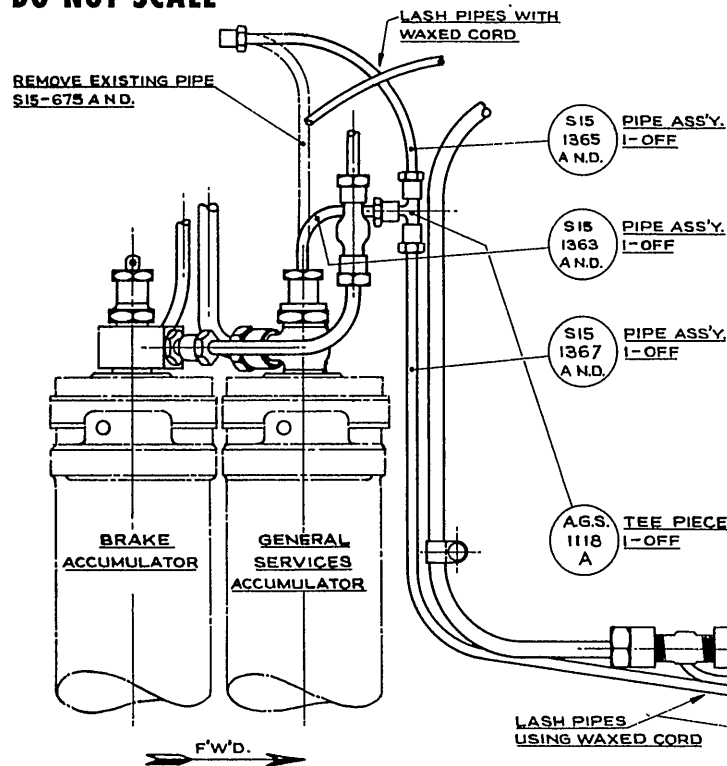 DO NOT SCALE
LASH PIPES WITH
WAXED CORD
REMOVE EXISTING PIPE
S15-675 A N D.
S15
1365
A N.D.
PIPE ASS'Y.
1-OFF
S15
1363
A N.D.
PIPE ASS'Y.
1-OFF
S15
1367
A N.D.
PIPE ASS'Y.
1-OFF
A.G.S.
1118
A
TEE PIECE
1-OFF
BRAKE
ACCUMULATOR
GENERAL
SERVICES
ACCUMULATOR
LASH PIPES
USING WAXED CORD
F'W'D.